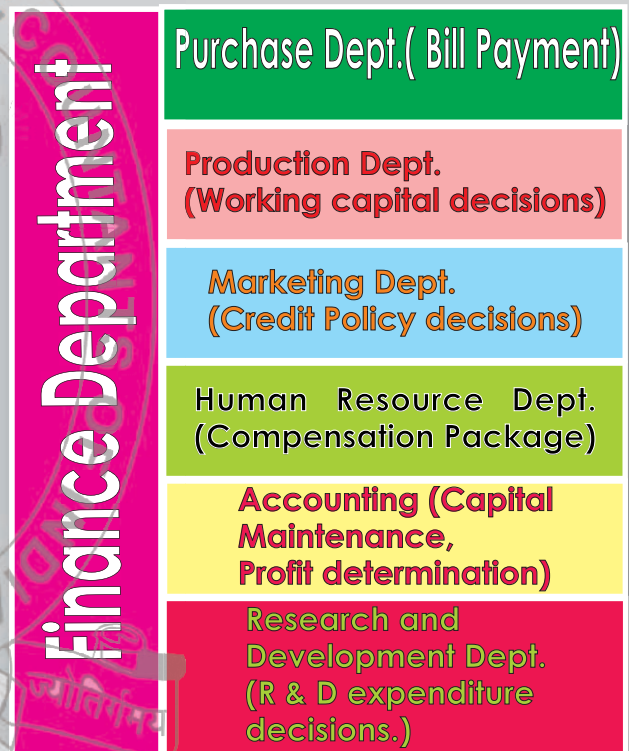 Finance Department
Purchase Dept.( Bill Payment)
Production Dept.
(Working capital decisions)
Marketing Dept.
(Credit Policy decisions)
Human Resource Dept.
(Compensation Package)
Accounting (Capital
Maintenance,
Profit determination)
Research and
Development Dept.
(R & D expenditure
decisions.)
ज्योतिर्गमय